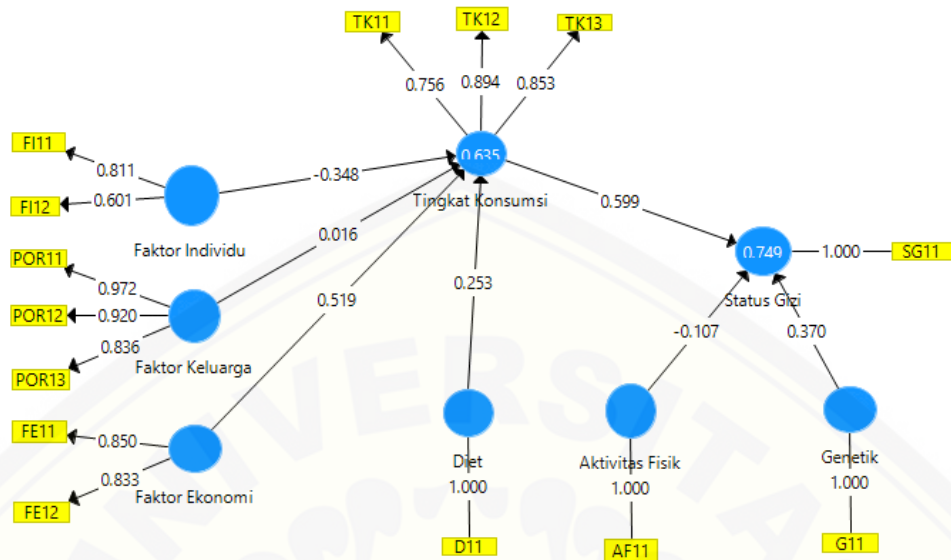 TK11
TK12
TK13
0.756
0.894
0.853
FI11
0.811
0.601
FI12
Faktor Individu
-0.348
0.635
Tingkat Konsumsi
0.599
POR11
0.972
POR12
0.920
0.836
POR13
Faktor Keluarga
0.016
0.519
0.253
0.749
Status Gizi
1.000
SG11
-0.107
0.370
FE11
0.850
0.833
FE12
Faktor Ekonomi
Diet
1.000
D11
Aktivitas Fisik
1.000
AF11
Genetik
1.000
G11
UNIVERSITA